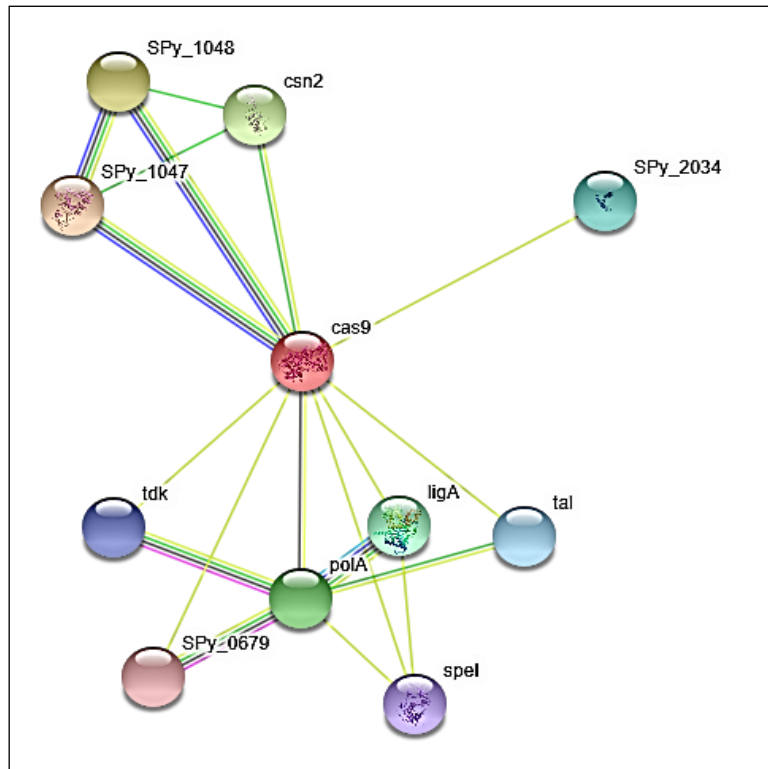 SPy_1048
csn2
SPy_1047
SPy_2034
cas9
tdk
ligA
tal
polA
SPy_0679
speI